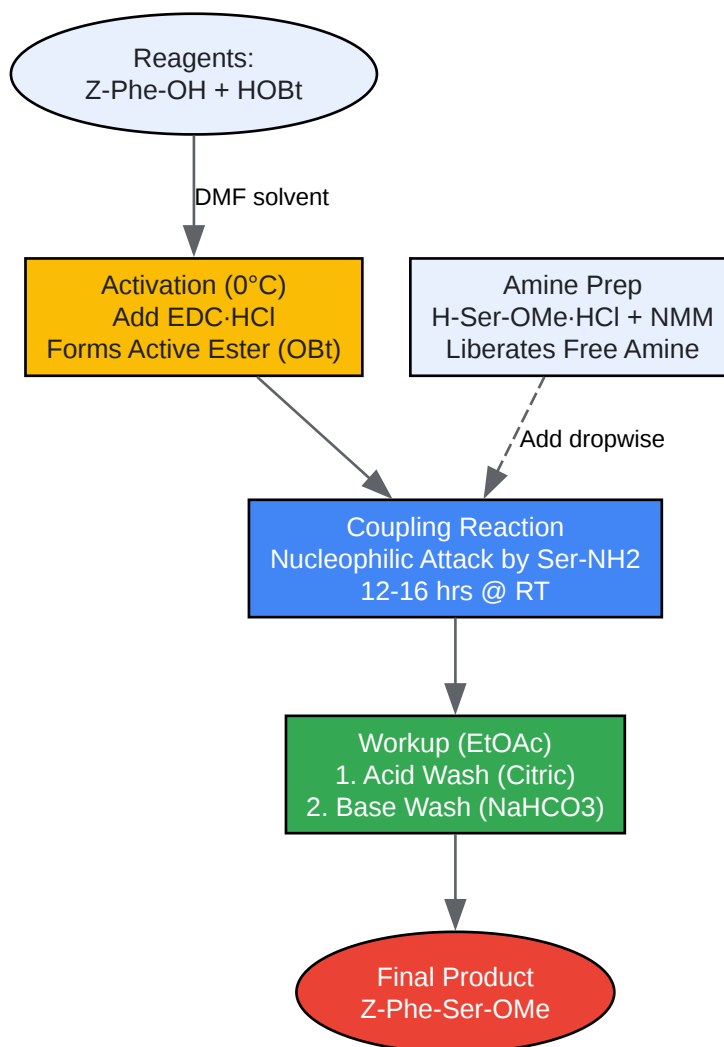 Reagents:
Z-Phe-OH + HOBt
DMF solvent
Activation (0°C)
Add EDC·HCl
Forms Active Ester (OBt)
Amine Prep
H-Ser-OMe·HCl + NMM
Liberates Free Amine
Add dropwise
Coupling Reaction
Nucleophilic Attack by Ser-NH2
12-16 hrs @ RT
Workup (EtOAc)
1. Acid Wash (Citric)
2. Base Wash (NaHCO3)
Final Product
Z-Phe-Ser-OMe